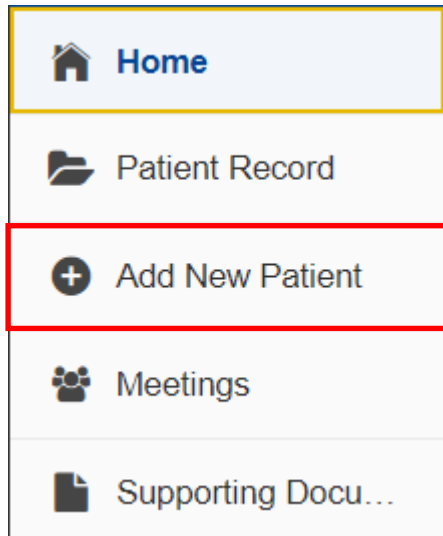 Home
Patient Record
Add New Patient
Meetings
Supporting Docu...